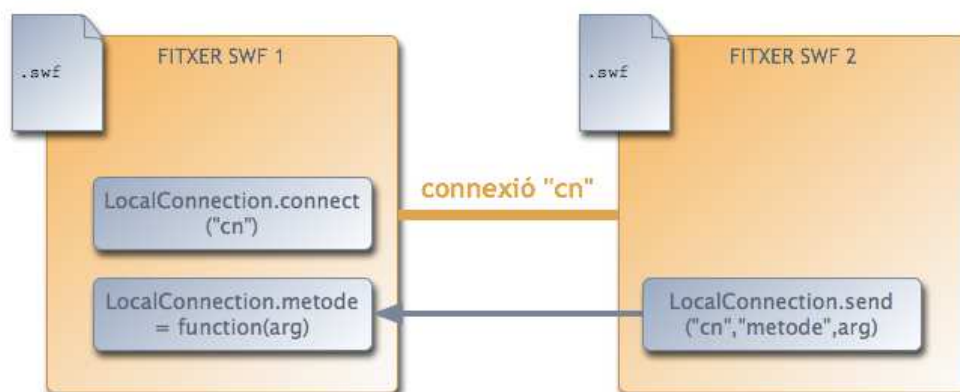 .swf
FITXER SWF 1
LocalConnection.connect
("cn")
LocalConnection.metode
= function(arg)
connexió "cn"
.swf
FITXER SWF 2
LocalConnection.send
("cn","metode",arg)